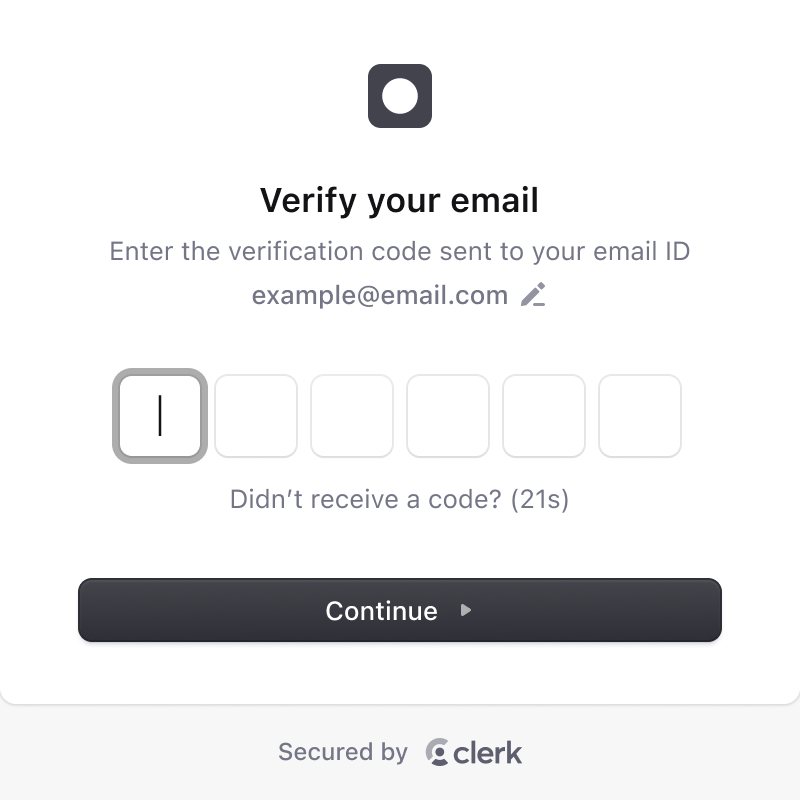 Verify your email
Enter the verification code sent to your email ID
example@email.com
Didn’t receive a code? (21s)
Continue
Secured by clerk